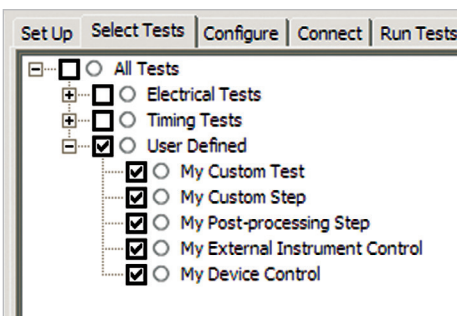 Set Up Select Tests Configure Connect Run Tests
All Tests
Electrical Tests
Timing Tests
User Defined
My Custom Test
My Custom Step
My Post-processing Step
My External Instrument Control
My Device Control